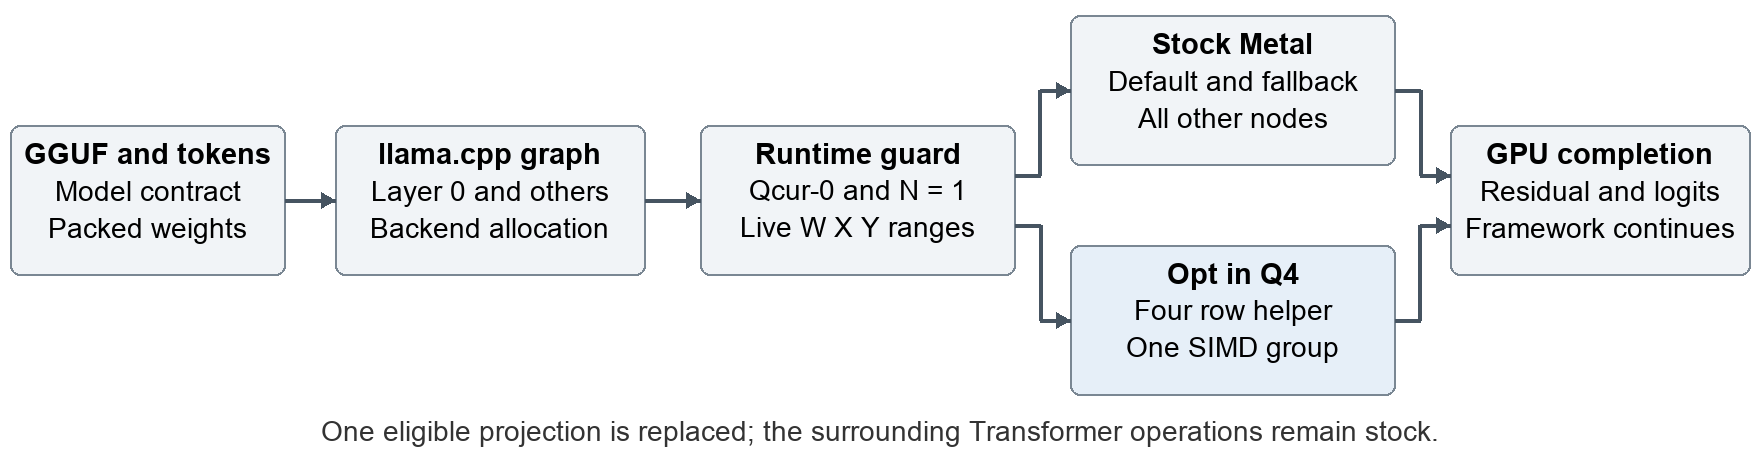 GGUF and tokens
Model contract
Packed weights
llama.cpp graph
Layer 0 and others
Backend allocation
Runtime guard
Qcur-0 and N = 1
Live W X Y ranges
Stock Metal
Default and fallback
All other nodes
Opt in Q4
Four row helper
One SIMD group
GPU completion
Residual and logits
Framework continues
One eligible projection is replaced; the surrounding Transformer operations remain stock.